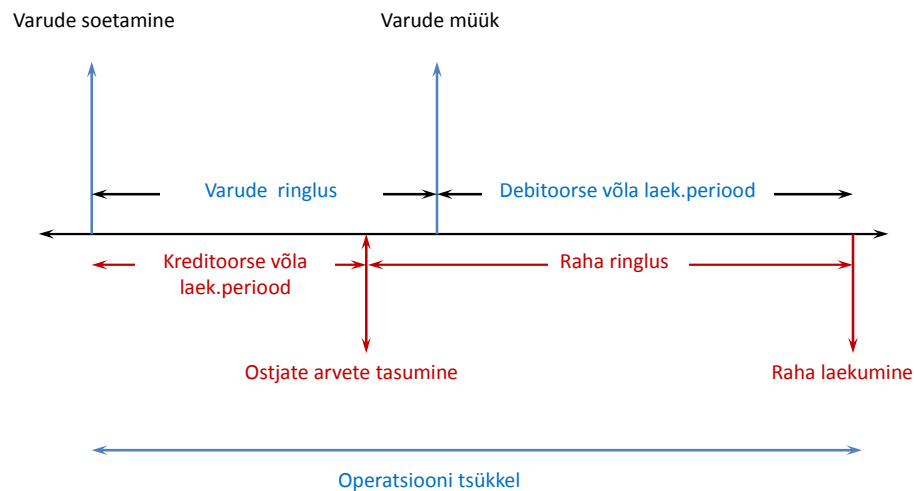 Varude soetamine
Varude müük
Varude ringlus
Debitoorse võla laek.periood
Kreditoorse võla
laek.periood
Raha ringlus
Ostjate arvete tasumine
Raha laekumine
Operatsiooni tsükkel